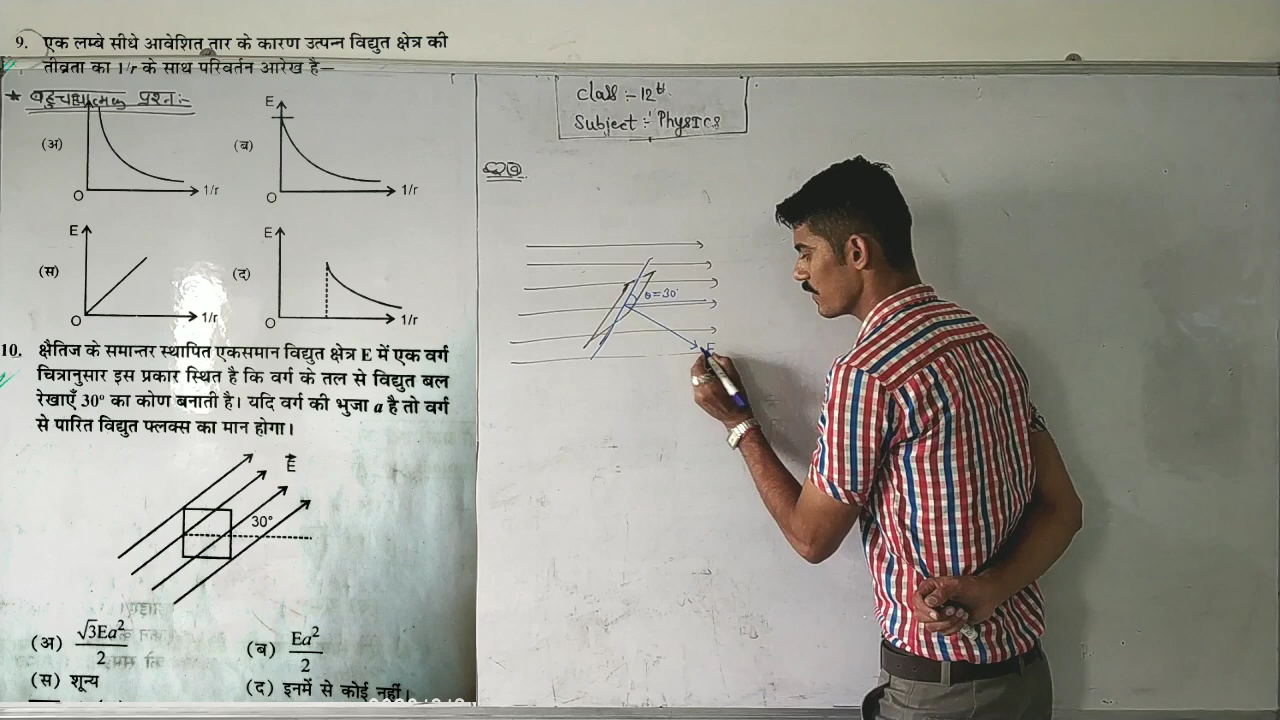 9. एक लम्बे सीधे आवेशित तार के कारण उत्पन्न विद्युत क्षेत्र की
तीव्रता का 1/r के साथ परिवर्तन आरेख है—
★ बहुचयनात्मक प्रश्न:-
(अ)
O
1/r
(ब)
E
O
1/r
(स)
E
O
1/r
(द)
E
O
1/r
10. क्षैतिज के समान्तर स्थापित एकसमान विद्युत क्षेत्र E में एक वर्ग
चित्रानुसार इस प्रकार स्थित है कि वर्ग के तल से विद्युत बल
रेखाएँ 30° का कोण बनाती है। यदि वर्ग की भुजा a है तो वर्ग
से पारित विद्युत फ्लक्स का मान होगा।
E⃗
30°
(अ) √3Ea²/2
(ब) Ea²/2
(स) शून्य
(द) इनमें से कोई नहीं।
Class :- 12th
Subject :- Physics
θ=30°